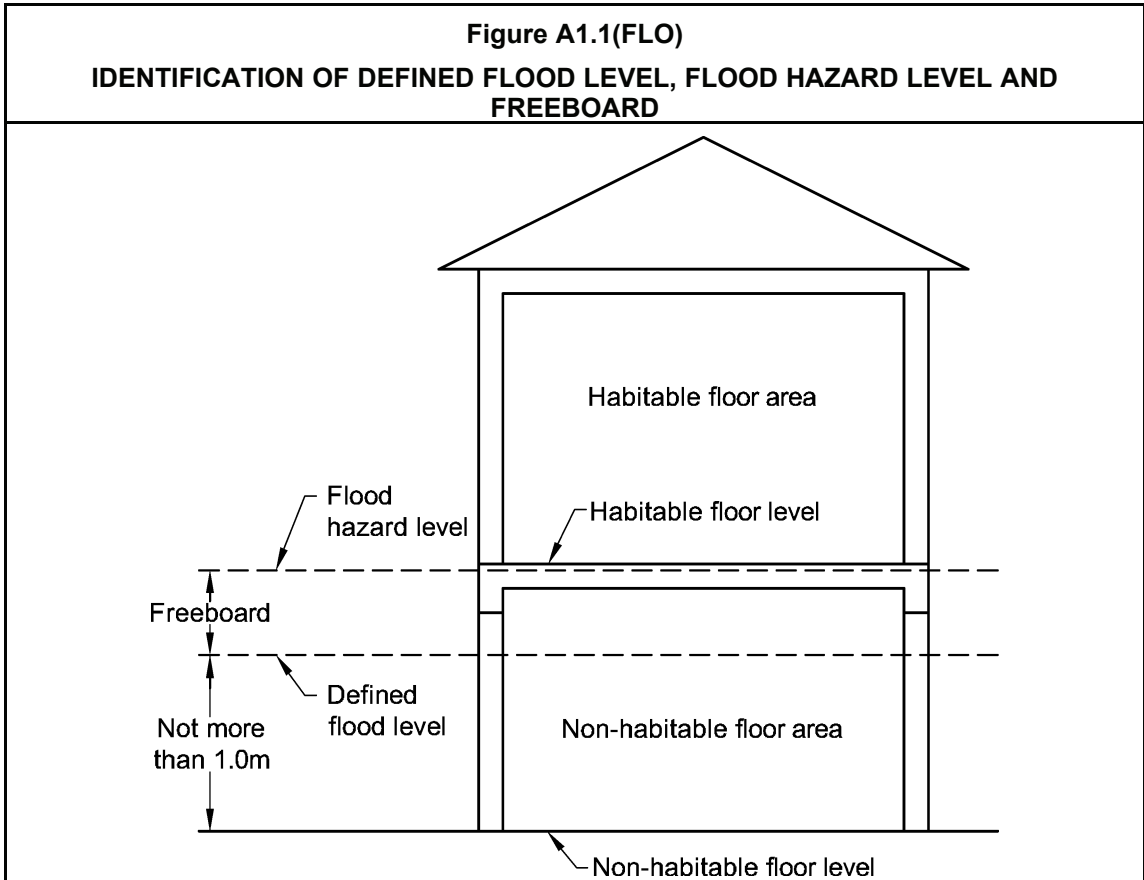 Figure A1.1(FLO)
IDENTIFICATION OF DEFINED FLOOD LEVEL, FLOOD HAZARD LEVEL AND
FREEBOARD
Habitable floor area
Flood
hazard level
Habitable floor level
Freeboard
Defined
flood level
Not more
than 1.0m
Non-habitable floor area
Non-habitable floor level